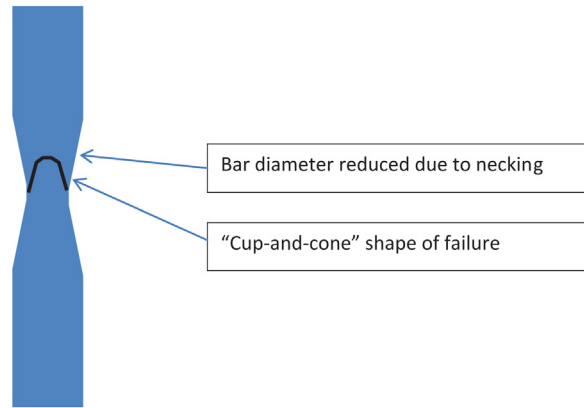 Bar diameter reduced due to necking
“Cup-and-cone” shape of failure